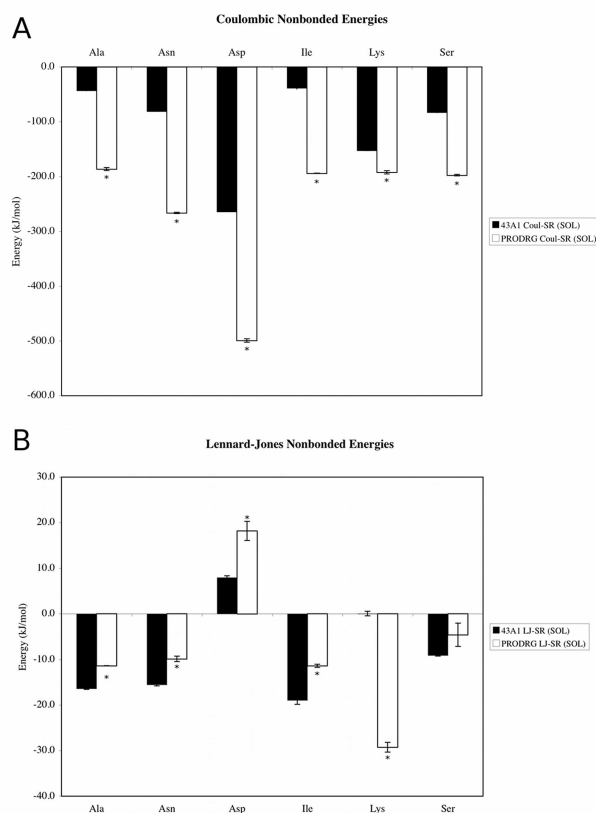 A
Coulombic Nonbonded Energies
Ala Asn Asp Ile Lys Ser
0.0
-100.0
-200.0
-300.0
-400.0
-500.0
-600.0
Energy (kJ/mol)
* * * * * *
43A1 Coul-SR (SOL)
PRODRG Coul-SR (SOL)
B
Lennard-Jones Nonbonded Energies
30.0
20.0
10.0
0.0
-10.0
-20.0
-30.0
-40.0
Energy (kJ/mol)
* * * * *
43A1 LJ-SR (SOL)
PRODRG LJ-SR (SOL)
Ala Asn Asp Ile Lys Ser